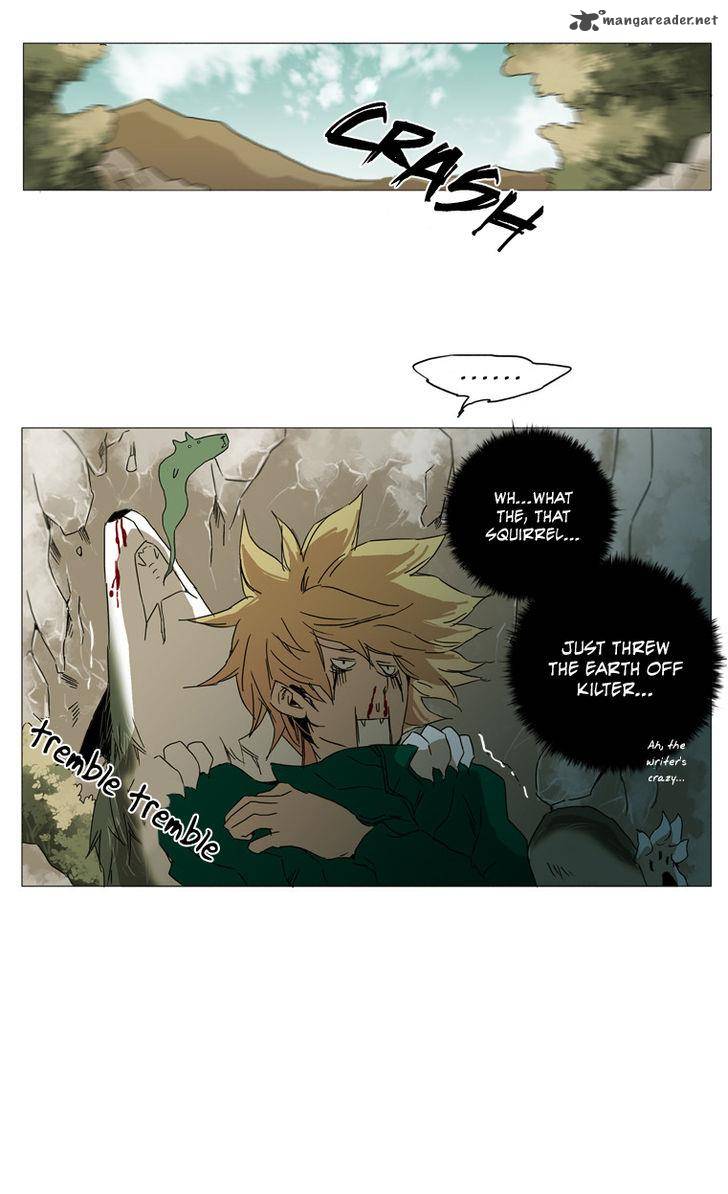 mangareader.net
CRASH
......
WH...WHAT
THE, THAT
SQUIRREL...
JUST THREW
THE EARTH OFF
KILTER...
Ah, the
writer's
crazy...
tremble tremble